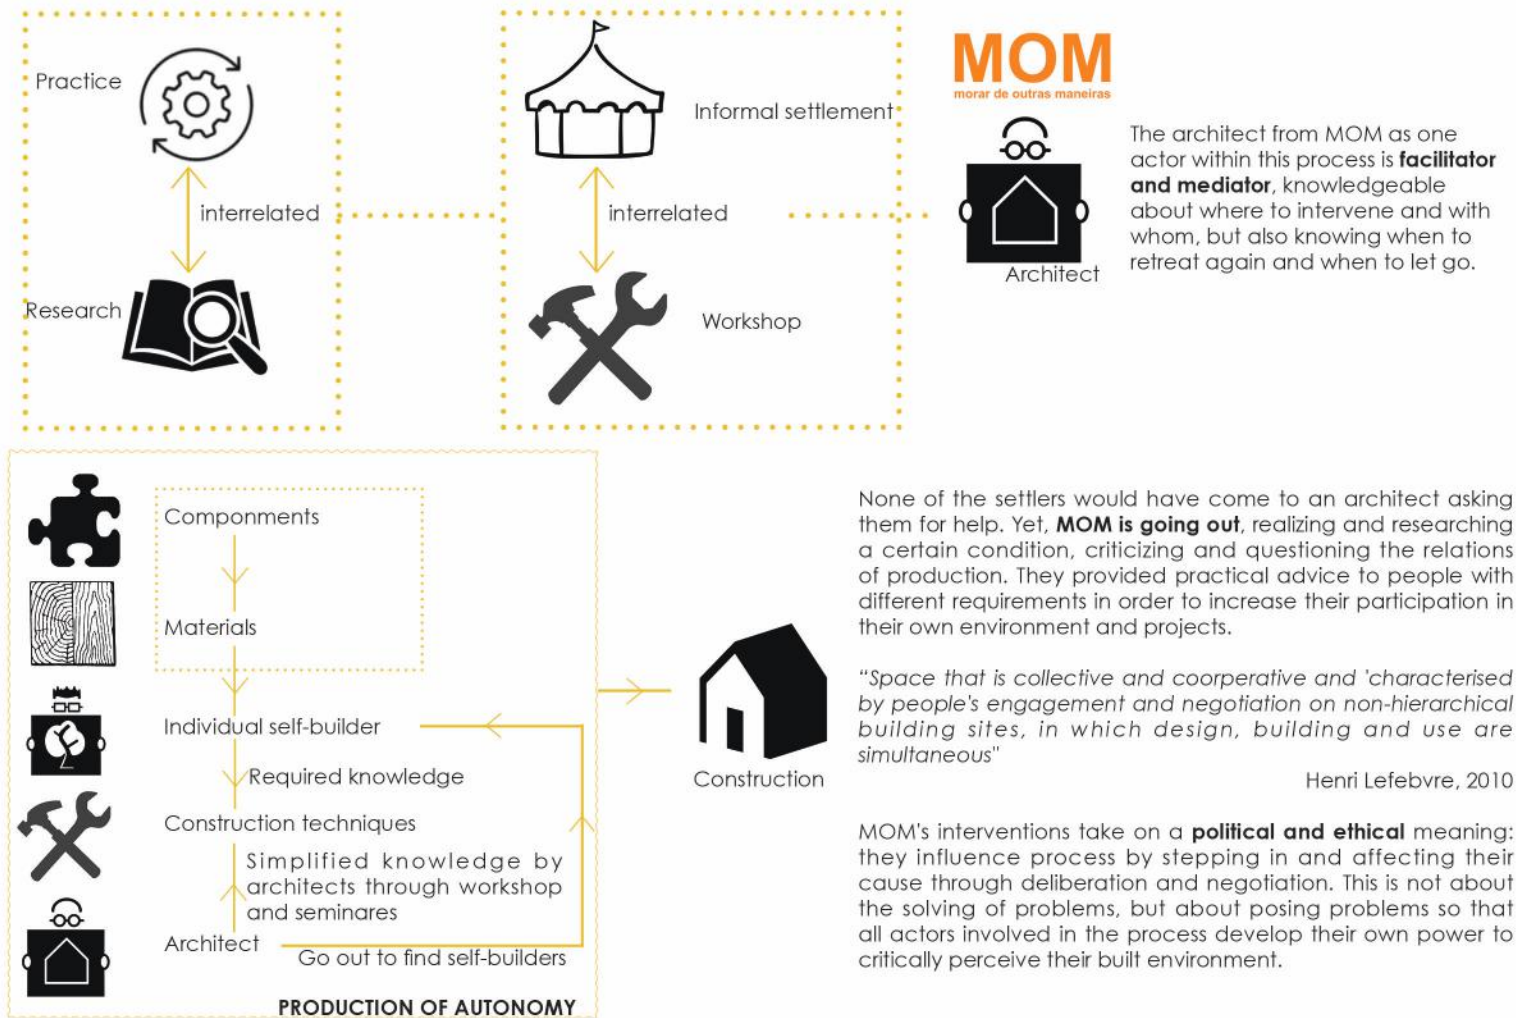 Practice
interrelated
Research
Informal settlement
interrelated
Workshop
MOM
morar de outras maneiras
Architect
The architect from MOM as one
actor within this process is facilitator
and mediator, knowledgeable
about where to intervene and with
whom, but also knowing when to
retreat again and when to let go.
Componments
Materials
Individual self-builder
Required knowledge
Construction techniques
Simplified knowledge by
architects through workshop
and seminares
Architect
Go out to find self-builders
PRODUCTION OF AUTONOMY
Construction
None of the settlers would have come to an architect asking
them for help. Yet, MOM is going out, realizing and researching
a certain condition, criticizing and questioning the relations
of production. They provided practical advice to people with
different requirements in order to increase their participation in
their own environment and projects.
"Space that is collective and coorperative and 'characterised
by people's engagement and negotiation on non-hierarchical
building sites, in which design, building and use are
simultaneous"
Henri Lefebvre, 2010
MOM's interventions take on a political and ethical meaning:
they influence process by stepping in and affecting their
cause through deliberation and negotiation. This is not about
the solving of problems, but about posing problems so that
all actors involved in the process develop their own power to
critically perceive their built environment.